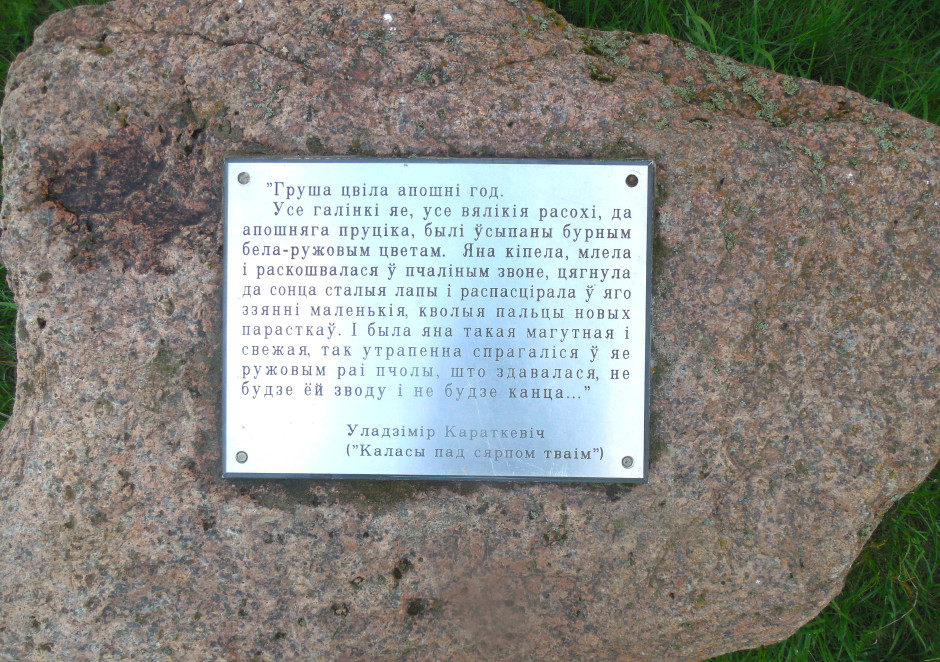 "Груша цвіла апошні год.
Усе галінкі яе, усе вялікія расохі, да
апошняга пруціка, былі ўсыпаны бурным
бела-ружовым цветам. Яна кіпела, млела
і раскошвалася ў пчаліным звоне, цягнула
да сонца сталыя лапы і распасцірала ў яго
ззянні маленькія, кволыя пальцы новых
парасткаў. І была яна такая магутная і
свежая, так утрапенна спрагаліся ў яе
ружовым раі пчолы, што здавалася, не
будзе ёй зводу і не будзе канца..."
Уладзімір Караткевіч
("Каласы пад сярпом тваім")